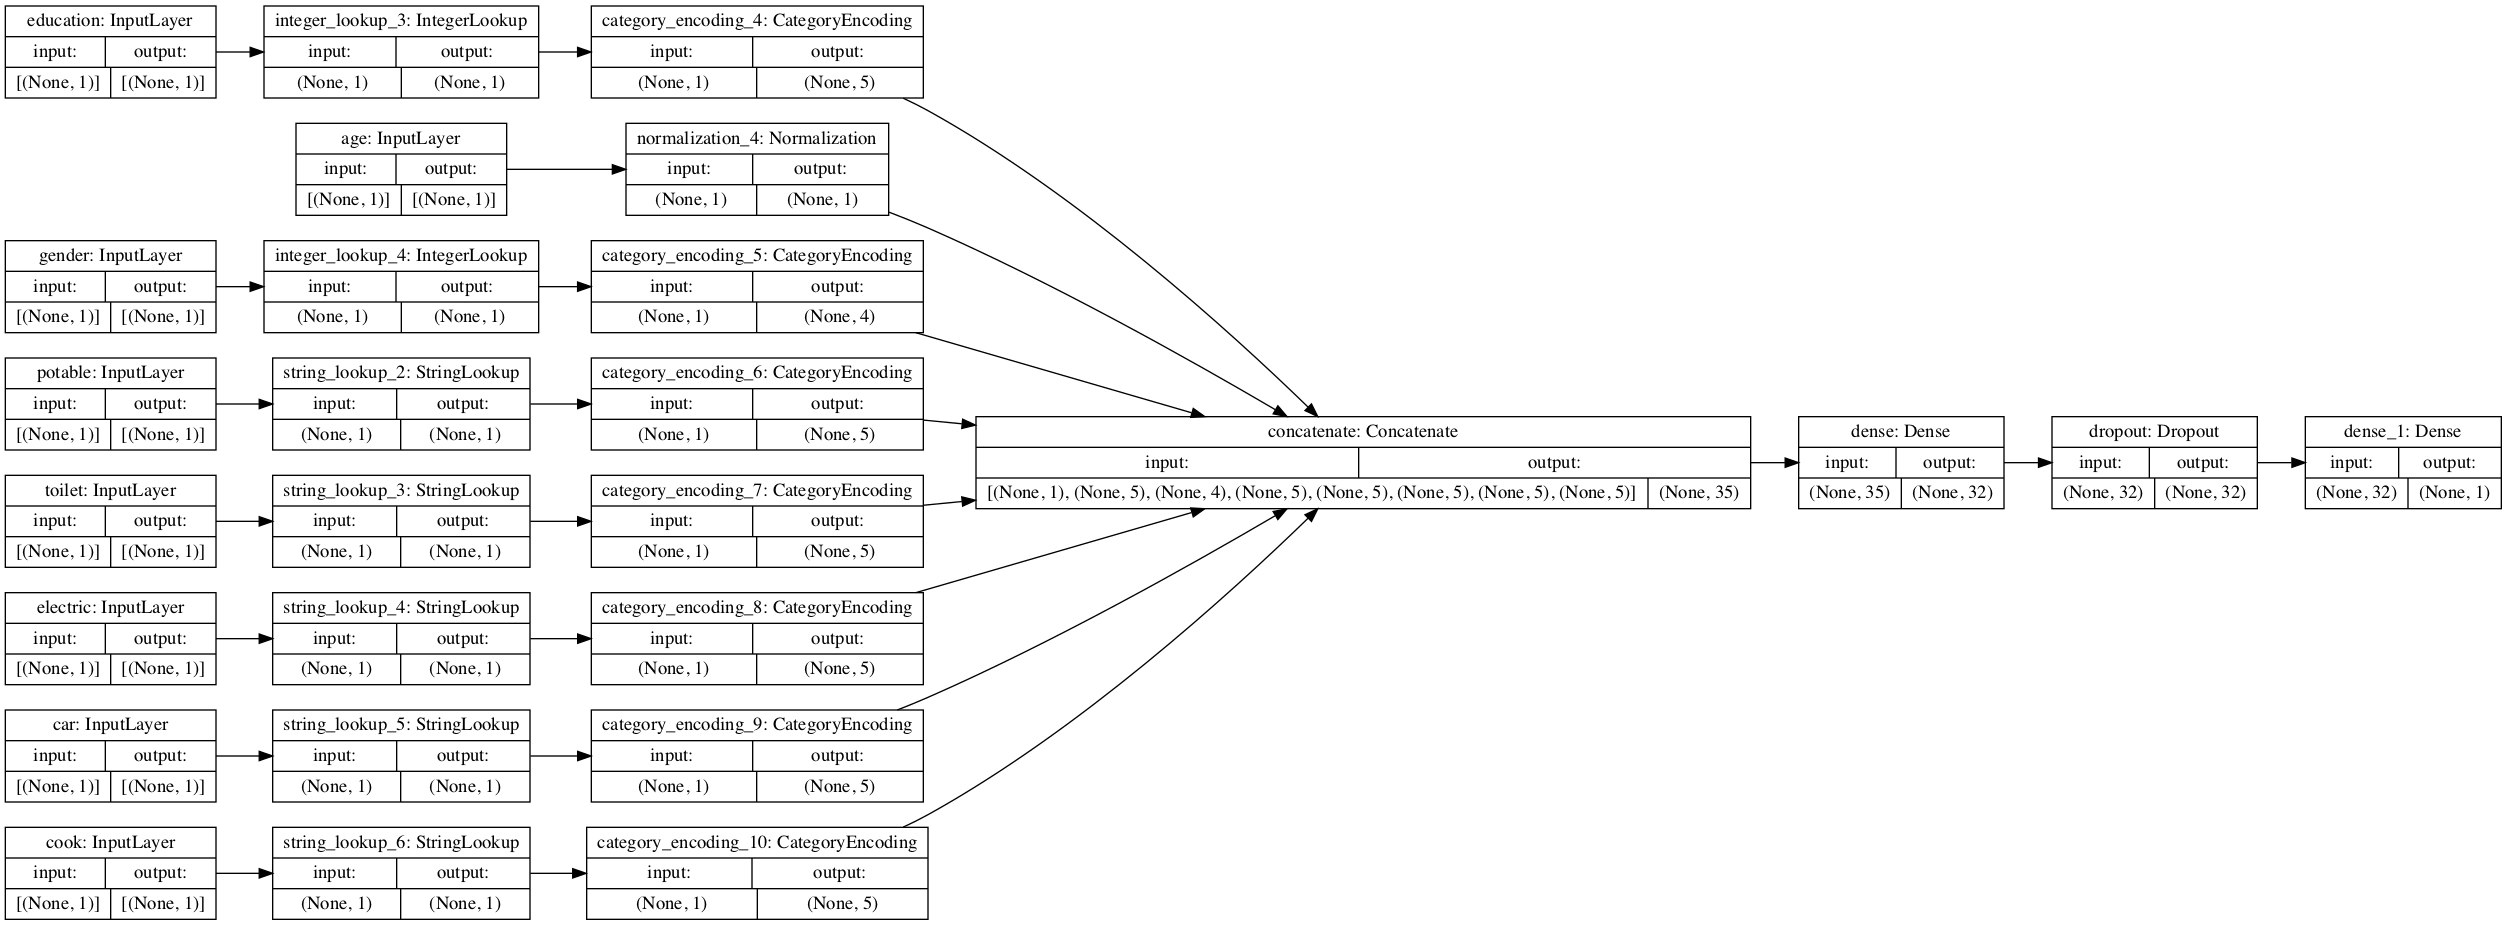 education: InputLayer
input: output:
[(None, 1)] [(None, 1)]
integer_lookup_3: IntegerLookup
input: output:
(None, 1) (None, 1)
category_encoding_4: CategoryEncoding
input: output:
(None, 1) (None, 5)
age: InputLayer
input: output:
[(None, 1)] [(None, 1)]
normalization_4: Normalization
input: output:
(None, 1) (None, 1)
gender: InputLayer
input: output:
[(None, 1)] [(None, 1)]
integer_lookup_4: IntegerLookup
input: output:
(None, 1) (None, 1)
category_encoding_5: CategoryEncoding
input: output:
(None, 1) (None, 4)
potable: InputLayer
input: output:
[(None, 1)] [(None, 1)]
string_lookup_2: StringLookup
input: output:
(None, 1) (None, 1)
category_encoding_6: CategoryEncoding
input: output:
(None, 1) (None, 5)
toilet: InputLayer
input: output:
[(None, 1)] [(None, 1)]
string_lookup_3: StringLookup
input: output:
(None, 1) (None, 1)
category_encoding_7: CategoryEncoding
input: output:
(None, 1) (None, 5)
electric: InputLayer
input: output:
[(None, 1)] [(None, 1)]
string_lookup_4: StringLookup
input: output:
(None, 1) (None, 1)
category_encoding_8: CategoryEncoding
input: output:
(None, 1) (None, 5)
car: InputLayer
input: output:
[(None, 1)] [(None, 1)]
string_lookup_5: StringLookup
input: output:
(None, 1) (None, 1)
category_encoding_9: CategoryEncoding
input: output:
(None, 1) (None, 5)
cook: InputLayer
input: output:
[(None, 1)] [(None, 1)]
string_lookup_6: StringLookup
input: output:
(None, 1) (None, 1)
category_encoding_10: CategoryEncoding
input: output:
(None, 1) (None, 5)
concatenate: Concatenate
input: output:
[(None, 1), (None, 5), (None, 4), (None, 5), (None, 5), (None, 5), (None, 5), (None, 5)] (None, 35)
dense: Dense
input: output:
(None, 35) (None, 32)
dropout: Dropout
input: output:
(None, 32) (None, 32)
dense_1: Dense
input: output:
(None, 32) (None, 1)